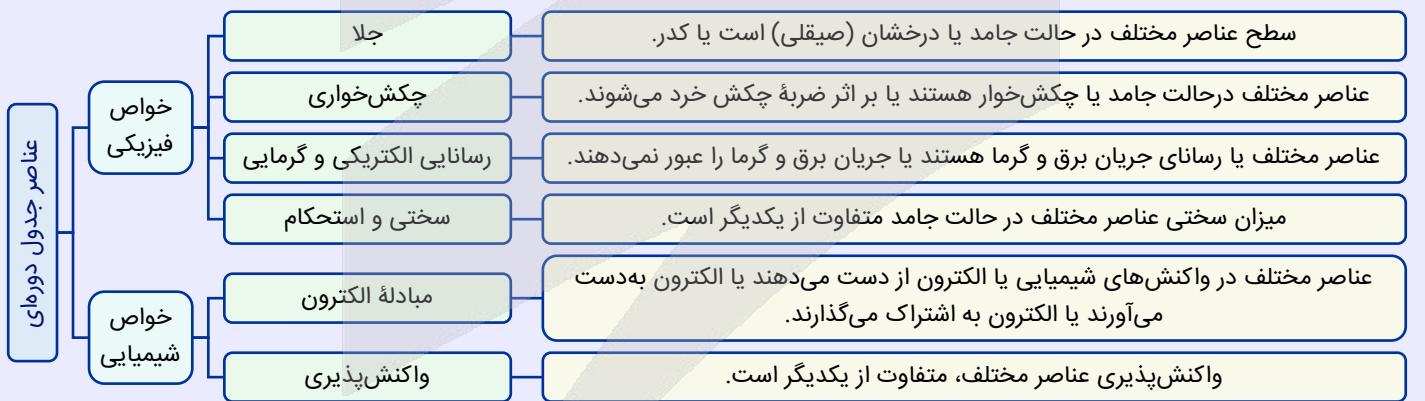 عناصر جدول دوره‌ای
خواص
فیزیکی
جلا
سطح عناصر مختلف در حالت جامد یا درخشان (صیقلی) است یا کدر.
چکش‌خواری
عناصر مختلف درحالت جامد یا چکش‌خوار هستند یا بر اثر ضربهٔ چکش خرد می‌شوند.
رسانایی الکتریکی و گرمایی
عناصر مختلف یا رسانای جریان برق و گرما هستند یا جریان برق و گرما را عبور نمی‌دهند.
سختی و استحکام
میزان سختی عناصر مختلف در حالت جامد متفاوت از یکدیگر است.
خواص
شیمیایی
مبادلهٔ الکترون
عناصر مختلف در واکنش‌های شیمیایی یا الکترون از دست می‌دهند یا الکترون به‌دست
می‌آورند یا الکترون به اشتراک می‌گذارند.
واکنش‌پذیری
واکنش‌پذیری عناصر مختلف، متفاوت از یکدیگر است.